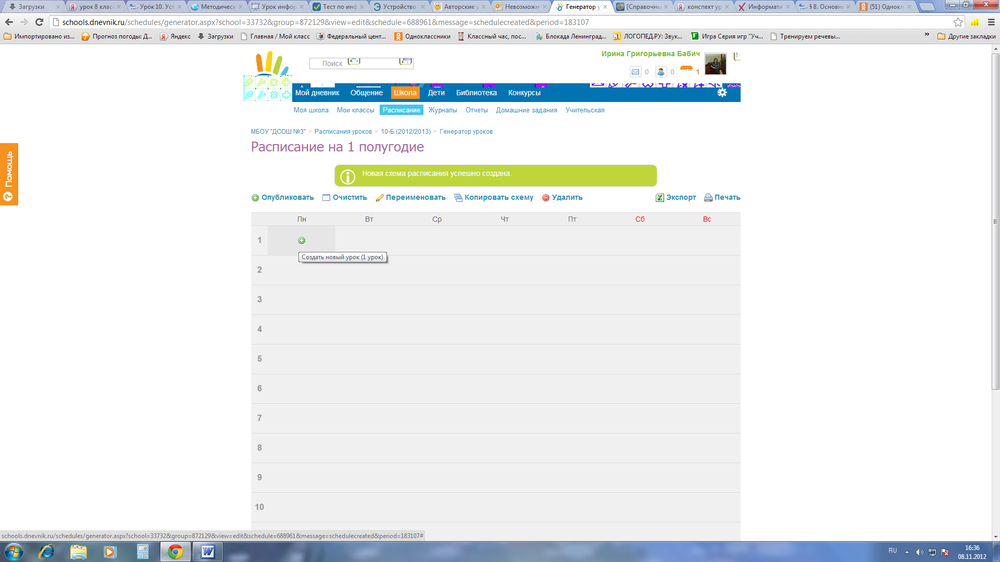 Загрузки
урок 8 клас
Урок 10. Уст
Методическ
Урок инфор
Тест по инф
Устройство
Авторские у
Невозможн
Генератор у
[Справочны
конспект ур
Информати
§ 8. Основн
(51) Однокл
schools.dnevnik.ru/schedules/generator.aspx?school=33732&group=872129&view=edit&schedule=688961&message=schedulecreated&period=183107
Импортировано из...
Прогноз погоды: Д...
Яндекс
Загрузки
Главная / Мой класс
Федеральный цент...
Одноклассники
Классный час, пос...
Блокада Ленинград...
ЛОГОПЕД.РУ: Звук...
Игра Серия игр "Уч...
Тренируем речевы...
»
Другие закладки
Поиск
Ирина Григорьевна Бабич
0
0
1
Мой дневник Общение Школа Дети Библиотека Конкурсы
Моя школа Мои классы Расписание Журналы Отчеты Домашние задания Учительская
МБОУ "ДСОШ №3" > Расписания уроков > 10-Б (2012/2013) > Генератор уроков
Расписание на 1 полугодие
Помощь
Новая схема расписания успешно создана.
Опубликовать Очистить Переименовать Копировать схему Удалить Экспорт Печать
Пн Вт Ср Чт Пт Сб Вс
1
Создать новый урок (1 урок)
2
3
4
5
6
7
8
9
10
schools.dnevnik.ru/schedules/generator.aspx?school=33732&group=872129&view=edit&schedule=688961&message=schedulecreated&period=183107#
RU
16:36
08.11.2012